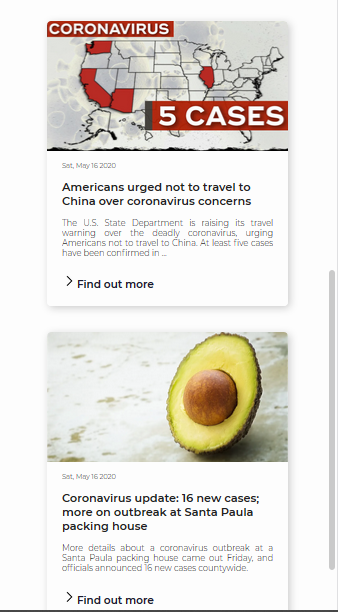 CORONAVIRUS
5 CASES
Sat, May 16 2020
Americans urged not to travel to
China over coronavirus concerns
The U.S. State Department is raising its travel
warning over the deadly coronavirus, urging
Americans not to travel to China. At least five cases
have been confirmed in ...
Find out more
Sat, May 16 2020
Coronavirus update: 16 new cases;
more on outbreak at Santa Paula
packing house
More details about a coronavirus outbreak at a
Santa Paula packing house came out Friday, and
officials announced 16 new cases countywide.
Find out more